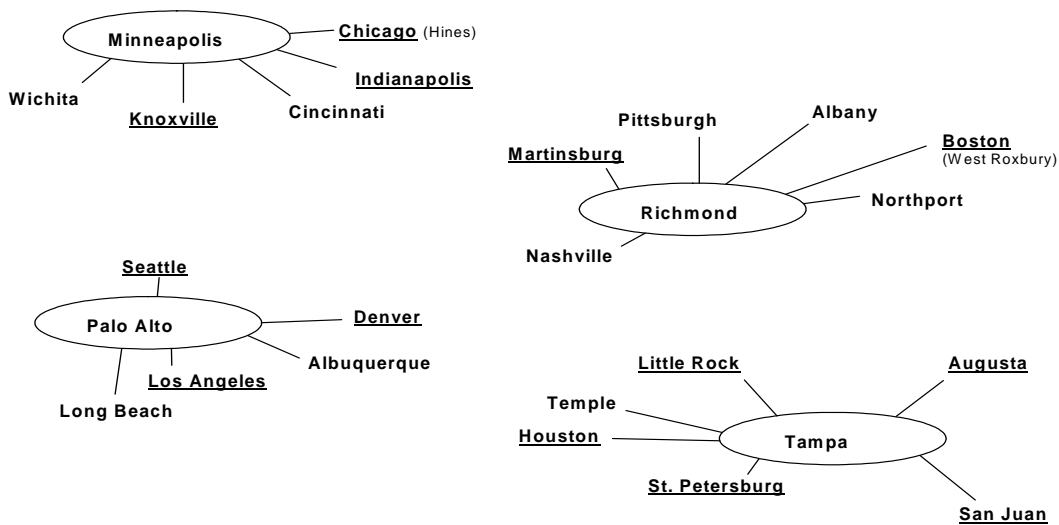 Minneapolis
Chicago (Hines)
Indianapolis
Wichita
Knoxville
Cincinnati
Pittsburgh
Albany
Martinsburg
Boston
(West Roxbury)
Richmond
Northport
Nashville
Seattle
Palo Alto
Denver
Albuquerque
Los Angeles
Long Beach
Little Rock
Augusta
Temple
Houston
Tampa
St. Petersburg
San Juan